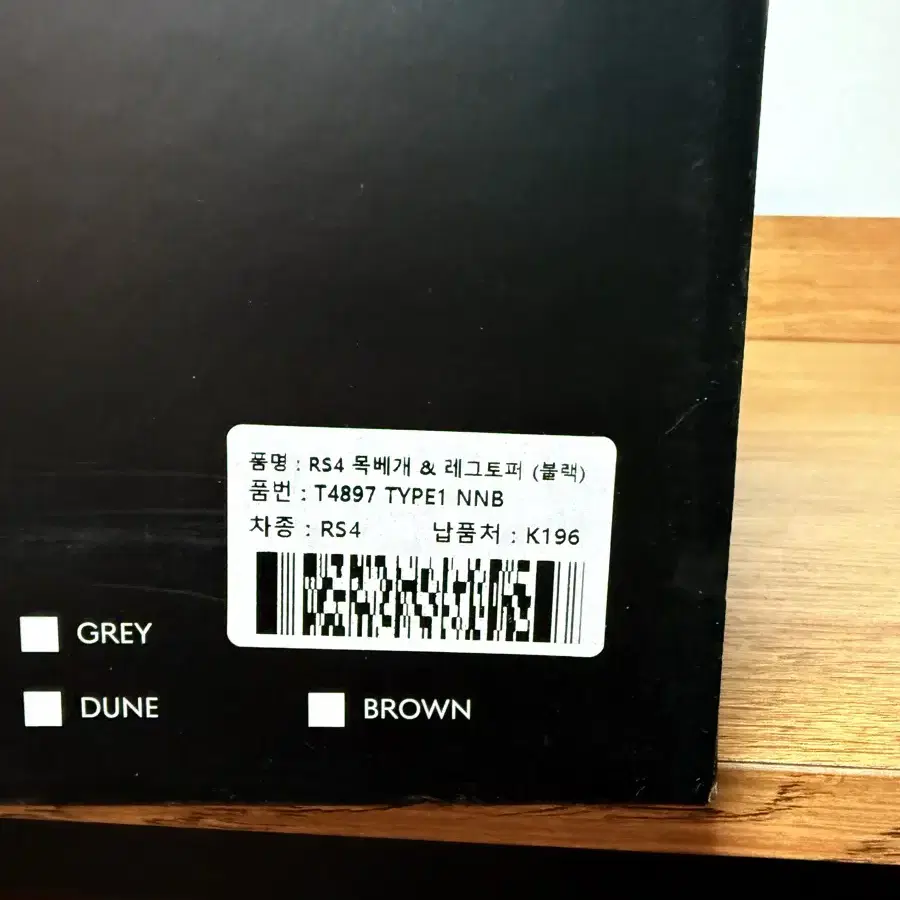 품명 : RS4 목베개 & 레그토퍼 (블랙)
품번 : T4897 TYPE1 NNB
차종 : RS4 납품처 : K196
GREY
DUNE BROWN